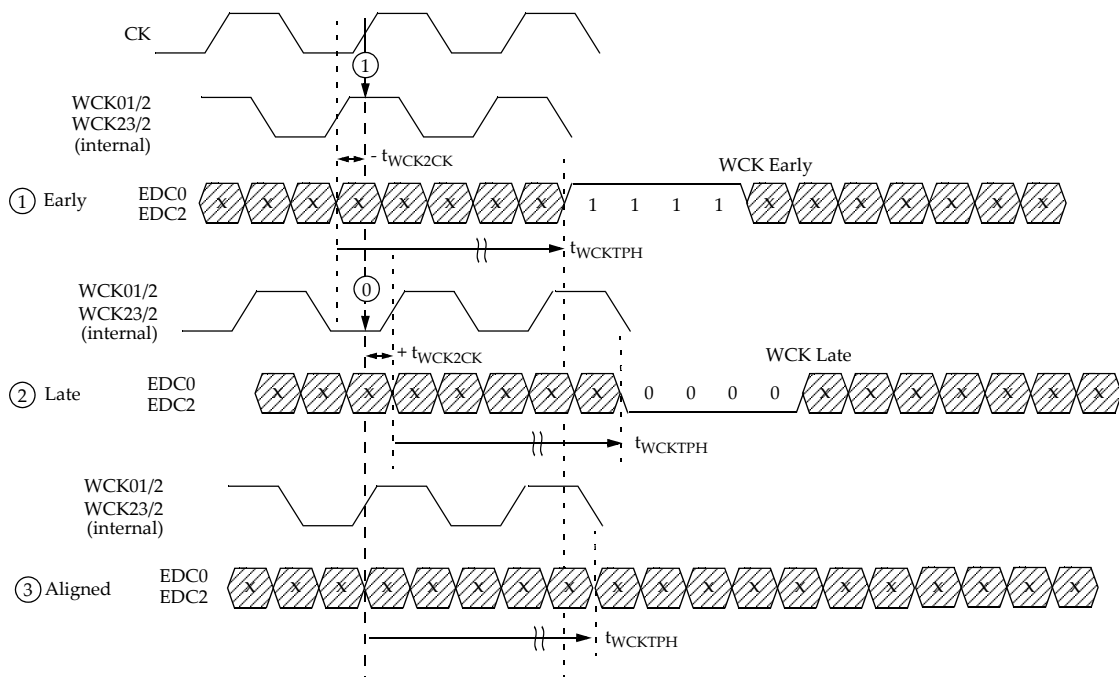 CK
1
WCK01/2
WCK23/2
(internal)
- tWCK2CK
WCK Early
1 Early
EDC0
EDC2
X X X X X X X X 1 1 1 1 X X X X X X X
tWCKTPH
0
WCK01/2
WCK23/2
(internal)
+ tWCK2CK
WCK Late
2 Late
EDC0
EDC2
X X X X X X X X 0 0 0 0 X X X X X X X
tWCKTPH
WCK01/2
WCK23/2
(internal)
3 Aligned
EDC0
EDC2
X X X X X X X X X X X X X X X X X X X
tWCKTPH